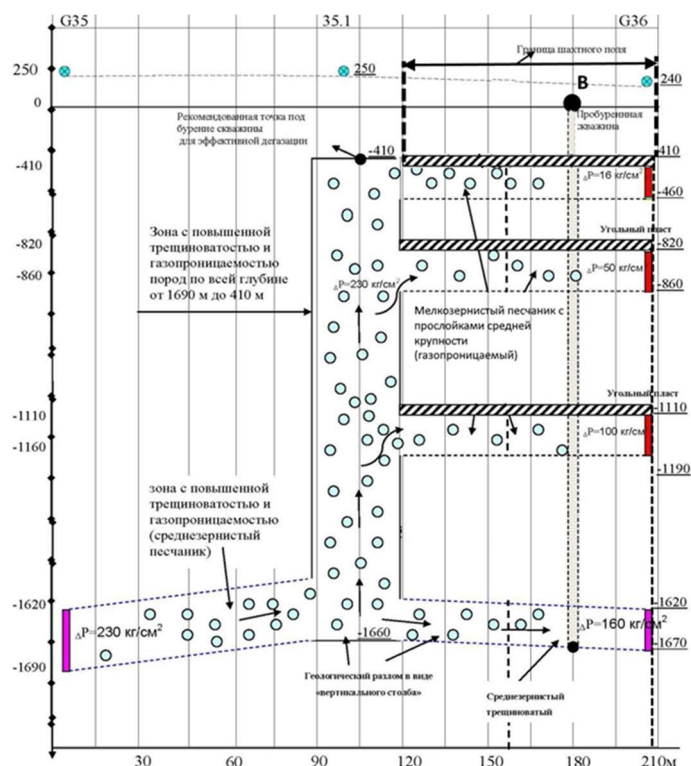 G35
35.1
G36
Граница шахтного поля
250
250
240
0
B
Рекомендованная точка под
бурение скважины
для эффективной дегазации
Пробуренная
скважина
-410
-410
-410
ΔP=16 кг/см²
-460
Зона с повышенной
трещиноватостью и
газопроницаемостью
пород по всей глубине
от 1690 м до 410 м
Угольный пласт
-820
-820
ΔP=50 кг/см
-860
-860
ΔP=230 кг/см²
Мелкозернистый песчаник с
прослойками средней
крупности
(газопроницаемый)
Угольный пласт
-1110
-1110
ΔP=100 кг/см
-1160
-1190
зона с повышенной
трещиноватостью и
газопроницаемостью
(среднезернистый
песчаник)
-1620
-1620
ΔP=230 кг/см²
ΔP=160 кг/см²
-1660
-1670
-1690
Геологический разлом в виде
«вертикального столба»
Среднезернистый
трещиноватый
30
60
90
120
150
180
210м